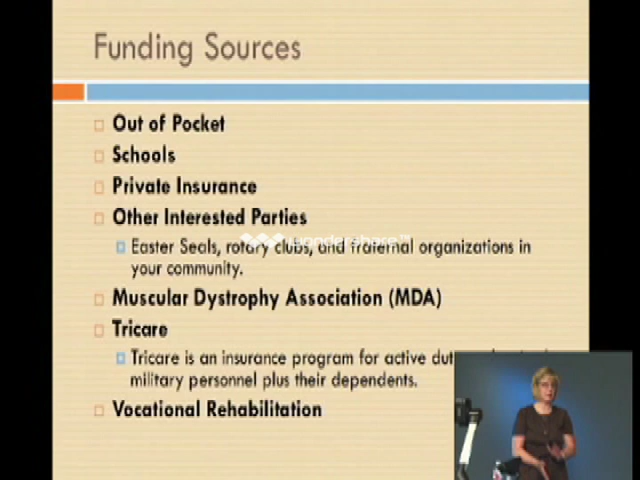 Funding Sources
Out of Pocket
Schools
Private Insurance
Other Interested Parties
Easter Seals, rotary clubs, and fraternal organizations in
your community.
wondershare™
Muscular Dystrophy Association (MDA)
Tricare
Tricare is an insurance program for active
military personnel plus their dependents.
Vocational Rehabilitation